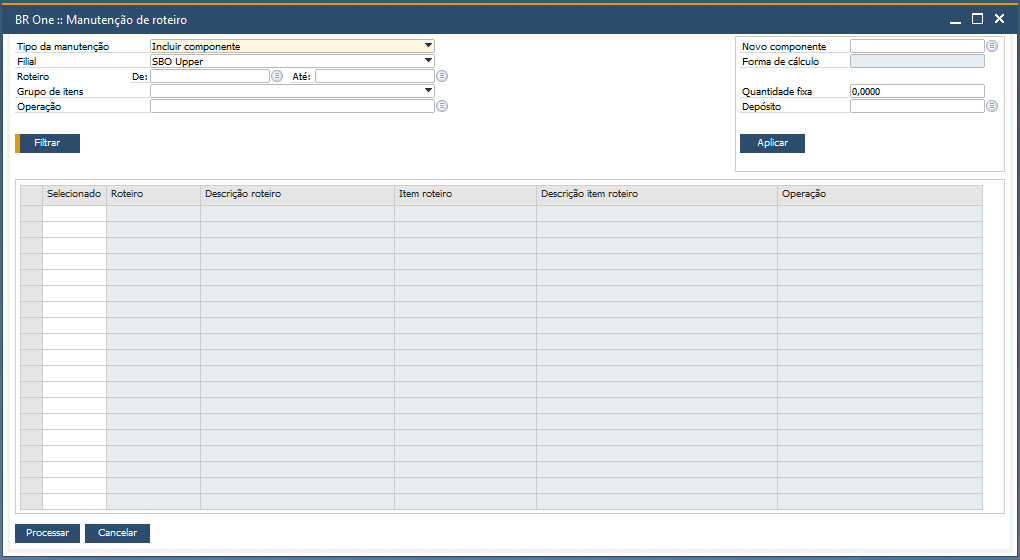 BR One :: Manutenção de roteiro
Tipo da manutenção Incluir componente
Filial SBO Upper
Roteiro De: Até:
Grupo de itens
Operação
Filtrar
Novo componente
Forma de cálculo
Quantidade fixa 0,0000
Depósito
Aplicar
Selecionado Roteiro Descrição roteiro Item roteiro Descrição item roteiro Operação
Processar Cancelar